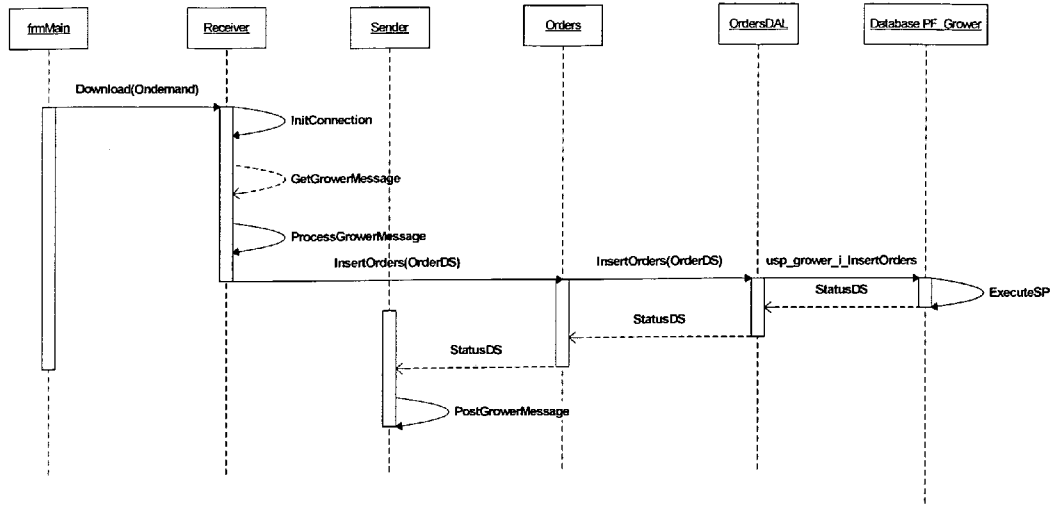 frmMain
Receiver
Sender
Orders
OrdersDAL
Database PF_Grower
Download(Ondemand)
InitConnection
GetGrowerMessage
ProcessGrowerMessage
InsertOrders(OrderDS)
InsertOrders(OrderDS)
usp_grower_i_InsertOrders
StatusDS
ExecuteSP
StatusDS
StatusDS
PostGrowerMessage